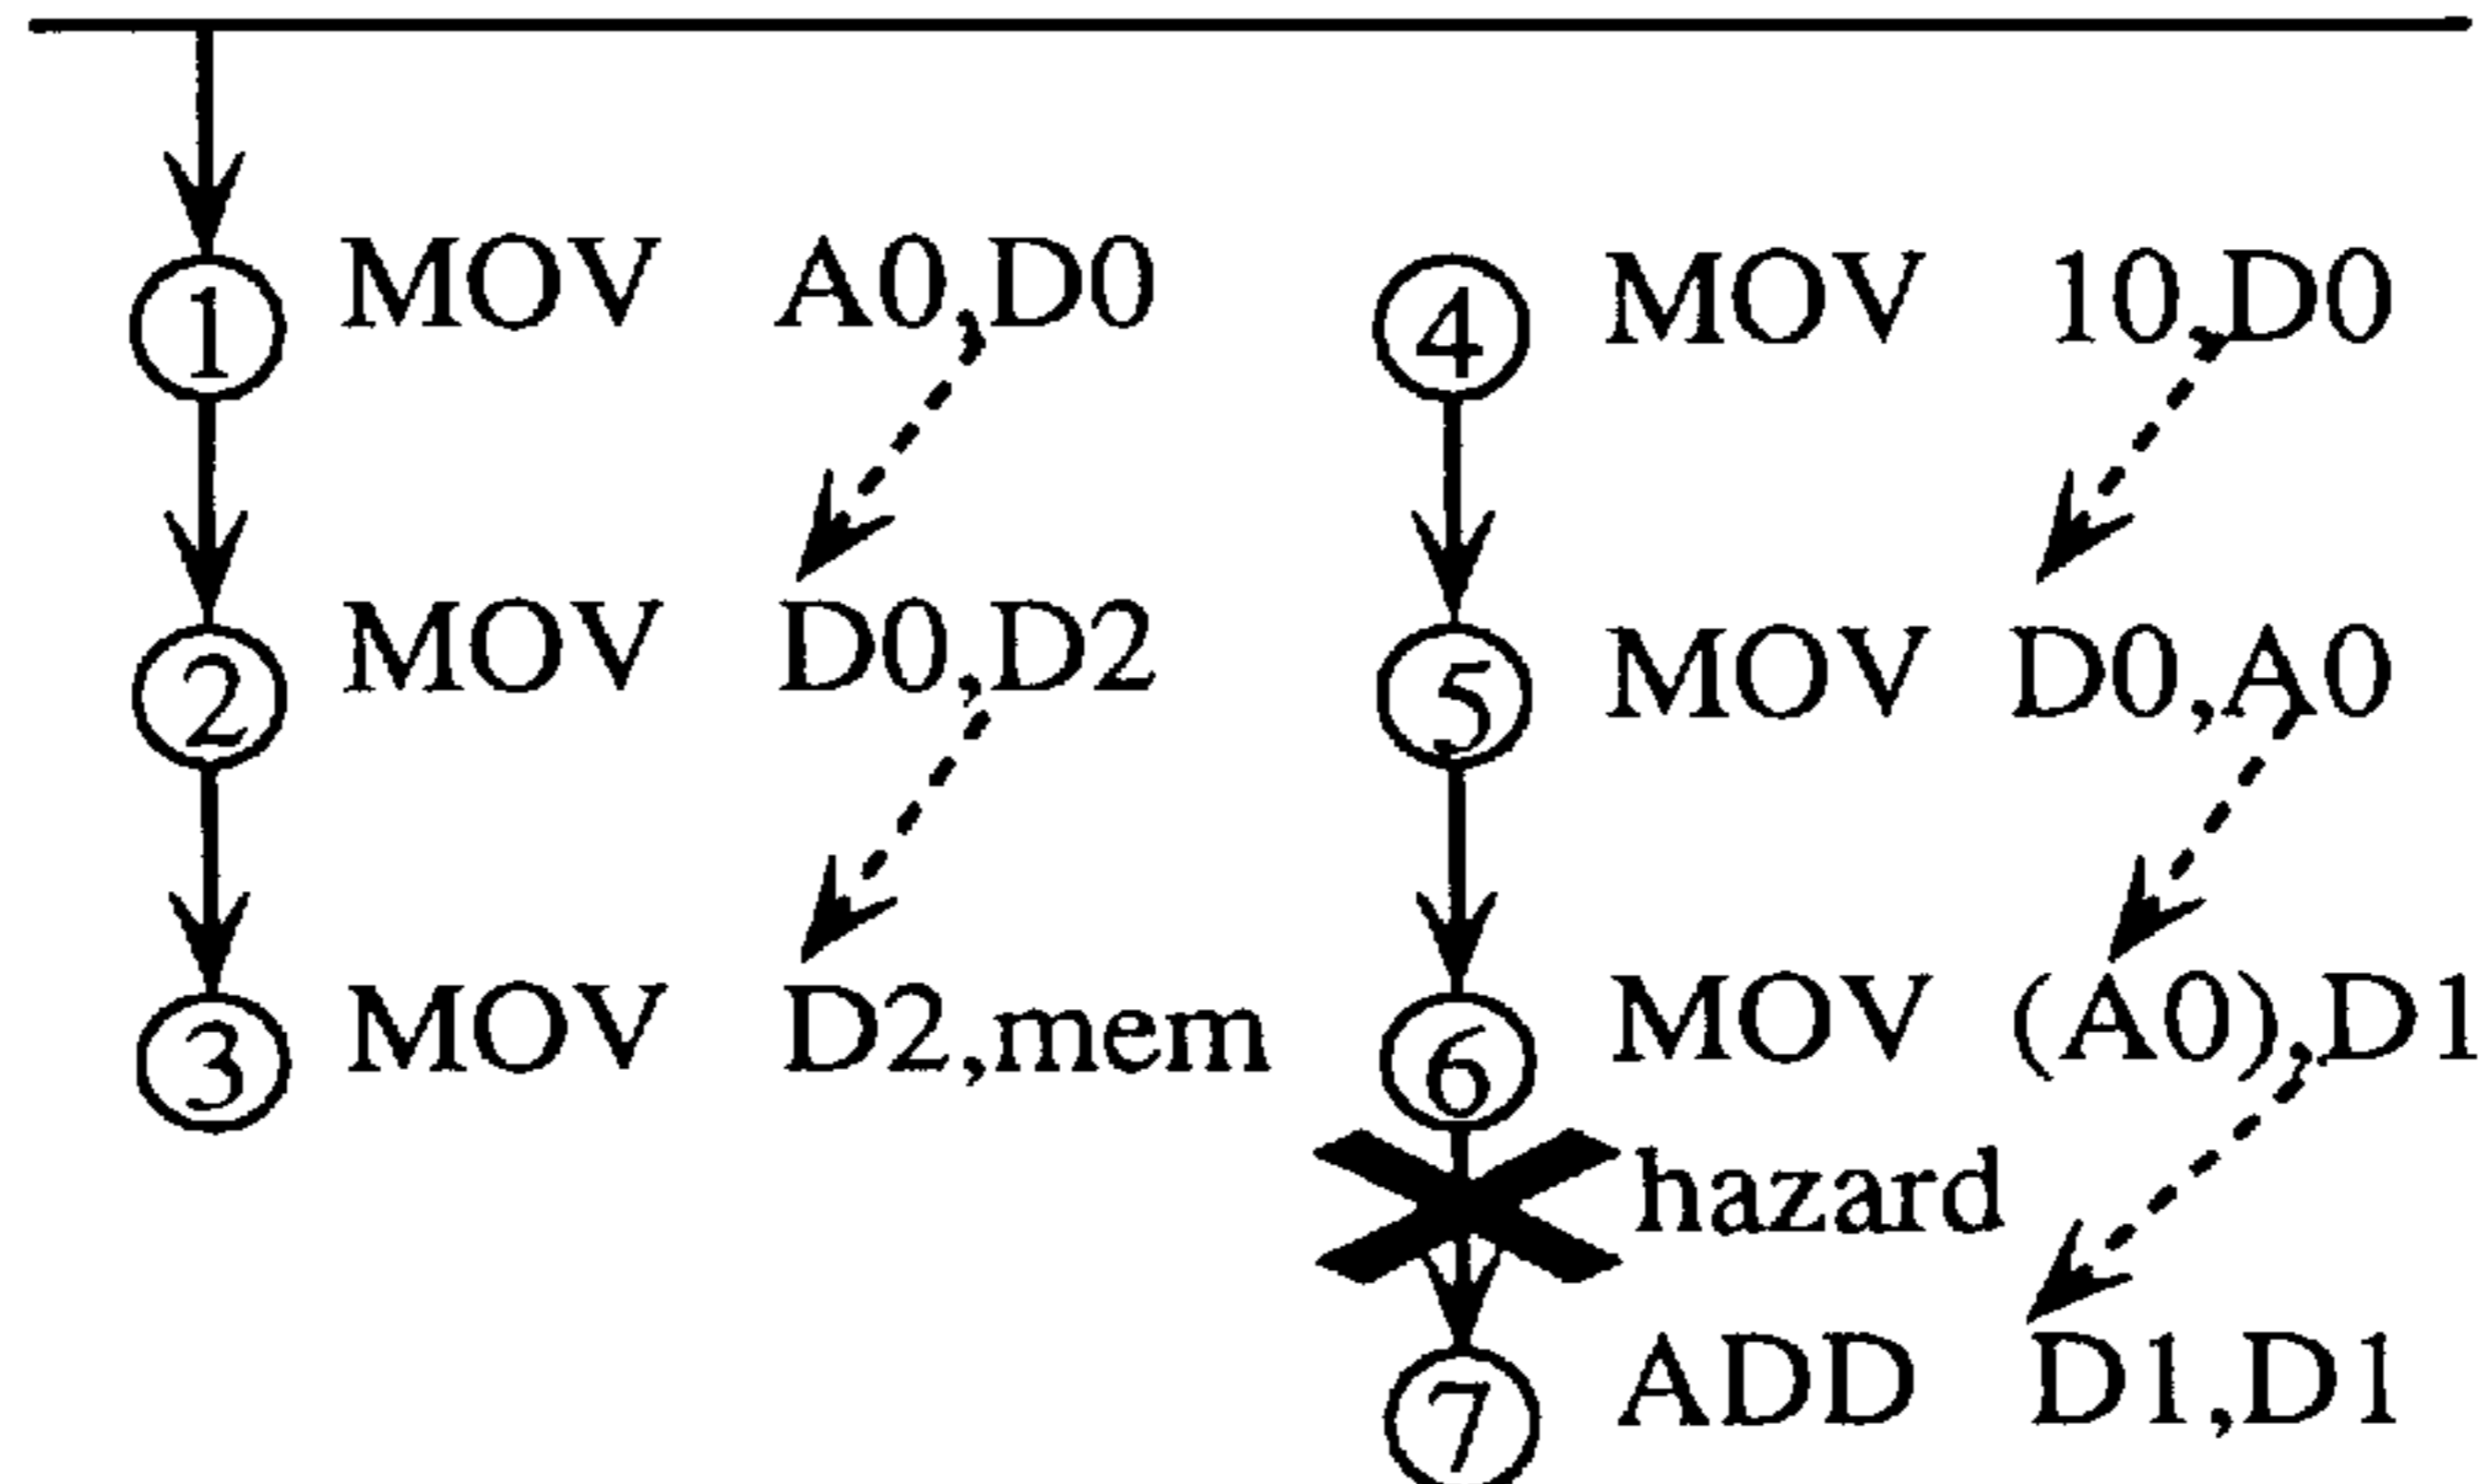 1 MOV A0,D0
2 MOV D0,D2
3 MOV D2,mem
4 MOV 10,D0
5 MOV D0,A0
6 MOV (A0),D1
hazard
7 ADD D1,D1